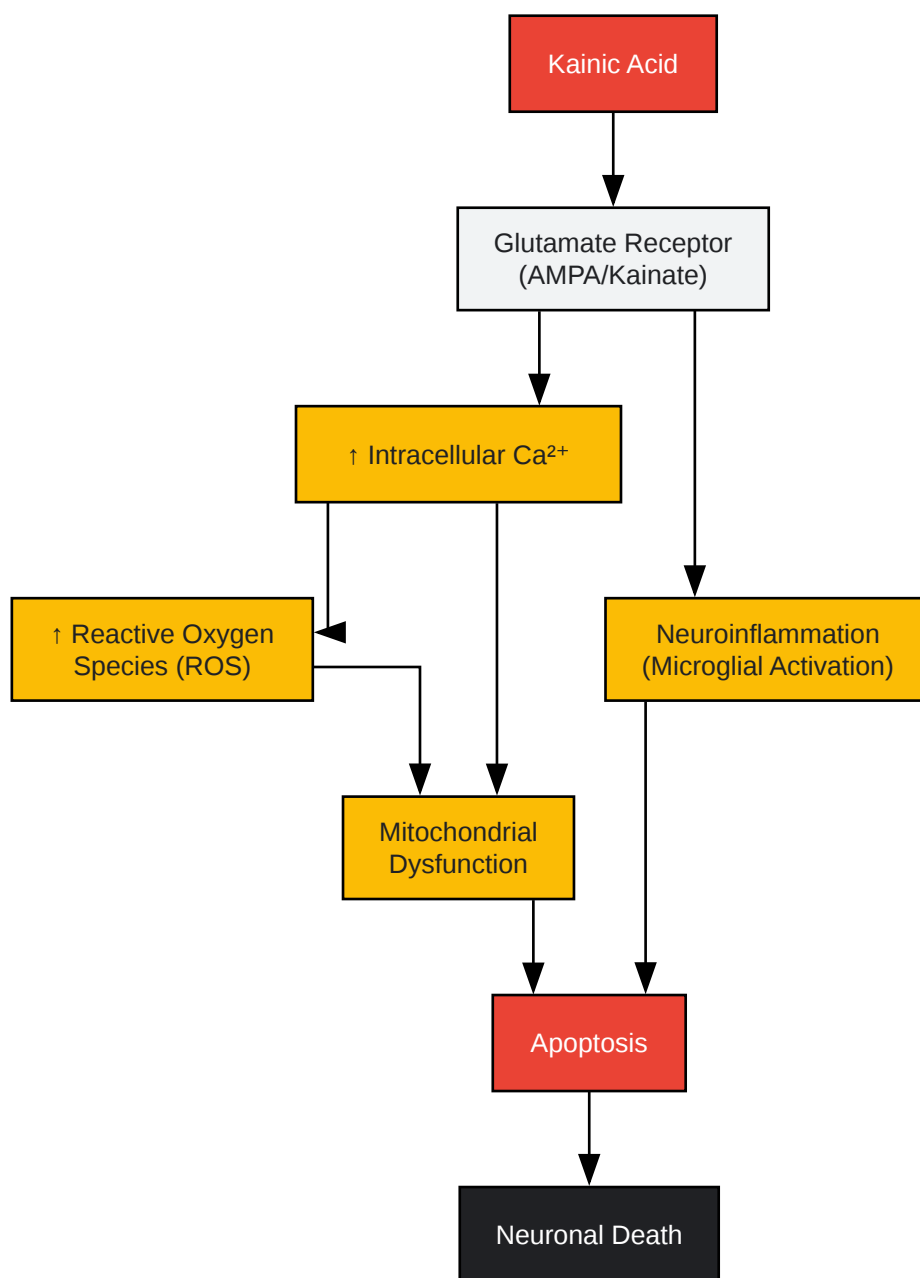 Kainic Acid
Glutamate Receptor
(AMPA/Kainate)
↑ Intracellular Ca²⁺
↑ Reactive Oxygen
Species (ROS)
Neuroinflammation
(Microglial Activation)
Mitochondrial
Dysfunction
Apoptosis
Neuronal Death